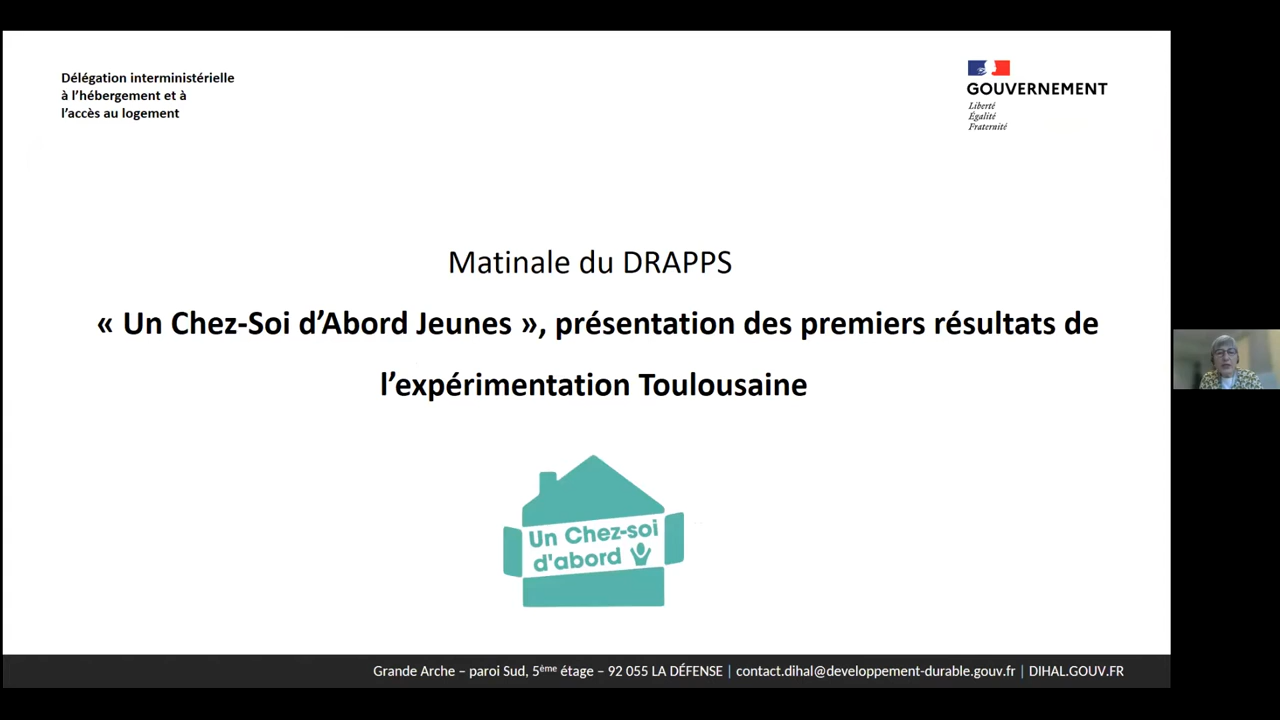 Délégation interministérielle
à l'hébergement et à
l'accès au logement
GOUVERNEMENT
Liberté
Égalité
Fraternité
Matinale du DRAPPS
« Un Chez-Soi d'Abord Jeunes », présentation des premiers résultats de
l'expérimentation Toulousaine
Un Chez-soi
d'abord
Grande Arche – paroi Sud, 5ème étage – 92 055 LA DÉFENSE | contact.dihal@developpement-durable.gouv.fr | DIHAL.GOUV.FR